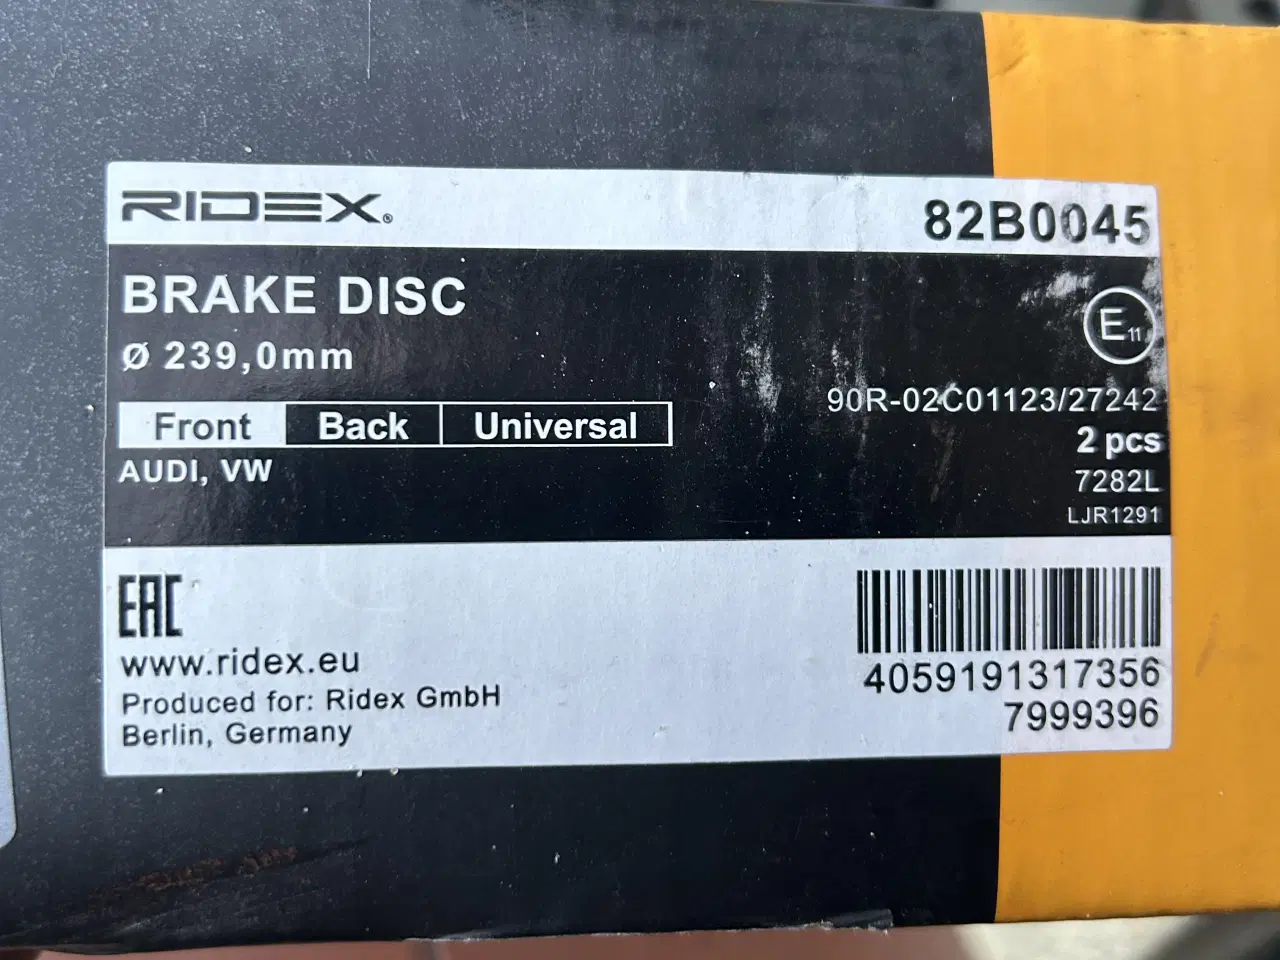 RIDEX®
82B0045
BRAKE DISC
Ø 239,0mm
E11
Front Back Universal
90R-02C01123/27242
AUDI, VW
2 pcs
7282L
LJR1291
EAC
www.ridex.eu
Produced for: Ridex GmbH
Berlin, Germany
4059191317356
7999396